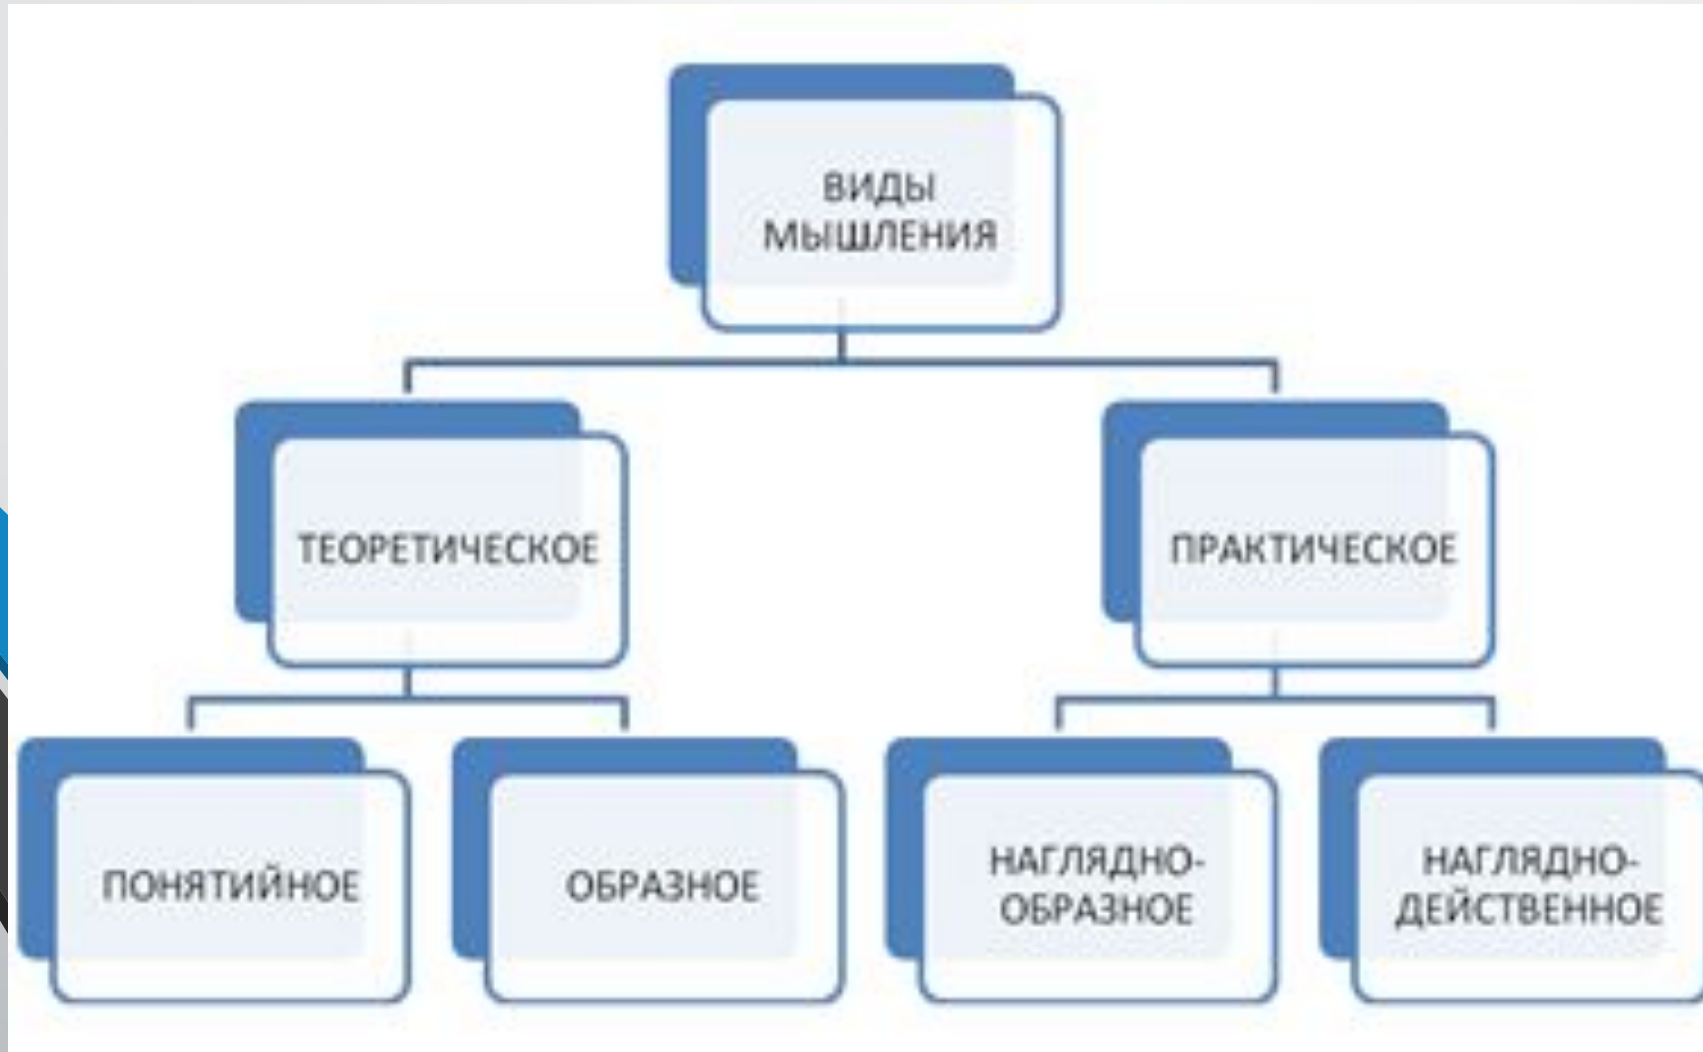 ВИДЫ
МЫШЛЕНИЯ
ТЕОРЕТИЧЕСКОЕ
ПРАКТИЧЕСКОЕ
ПОНЯТИЙНОЕ
ОБРАЗНОЕ
НАГЛЯДНО-
ОБРАЗНОЕ
НАГЛЯДНО-
ДЕЙСТВЕННОЕ